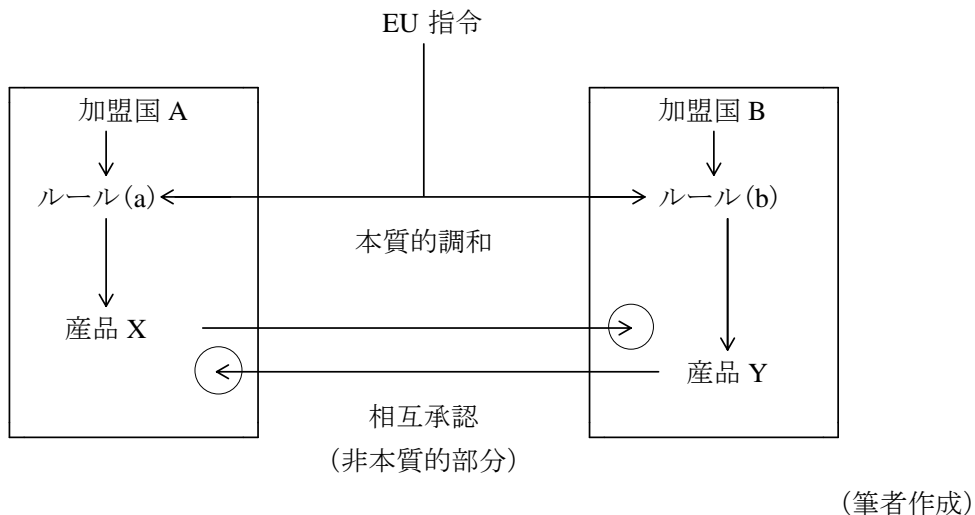 EU 指令
加盟国 A
加盟国 B
ルール(a)
ルール(b)
本質的調和
産品 X
産品 Y
相互承認
(非本質的部分)
(筆者作成)